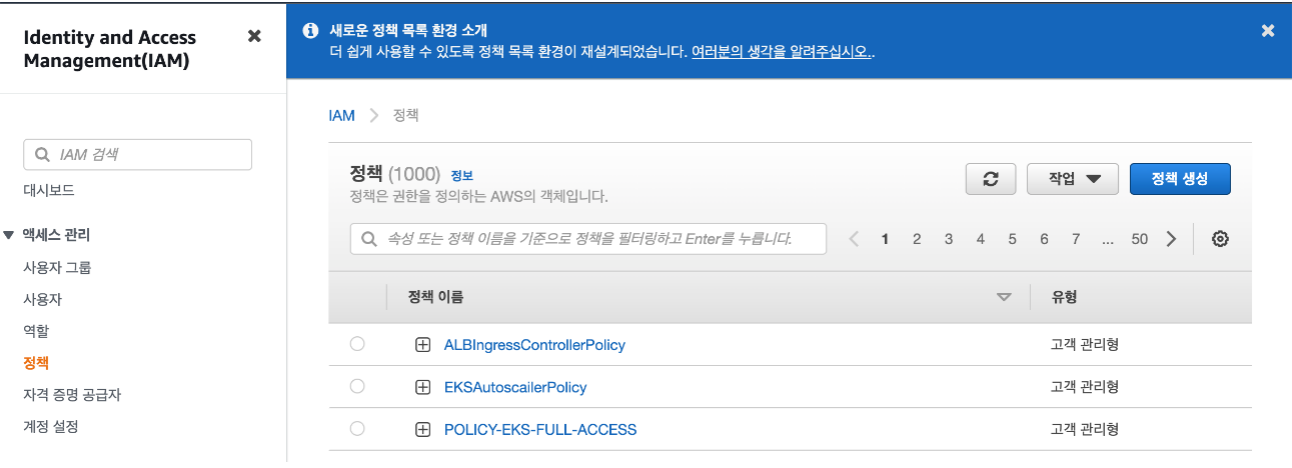 Identity and Access
Management(IAM)
IAM 검색
대시보드
액세스 관리
사용자 그룹
사용자
역할
정책
자격 증명 공급자
계정 설정
새로운 정책 목록 환경 소개
더 쉽게 사용할 수 있도록 정책 목록 환경이 재설계되었습니다. 여러분의 생각을 알려주십시오..
IAM > 정책
정책 (1000) 정보
정책은 권한을 정의하는 AWS의 객체입니다.
작업
정책 생성
속성 또는 정책 이름을 기준으로 정책을 필터링하고 Enter를 누릅니다.
< 1 2 3 4 5 6 7 ... 50 >
정책 이름 유형
ALBIngressControllerPolicy 고객 관리형
EKSAutoscailerPolicy 고객 관리형
POLICY-EKS-FULL-ACCESS 고객 관리형